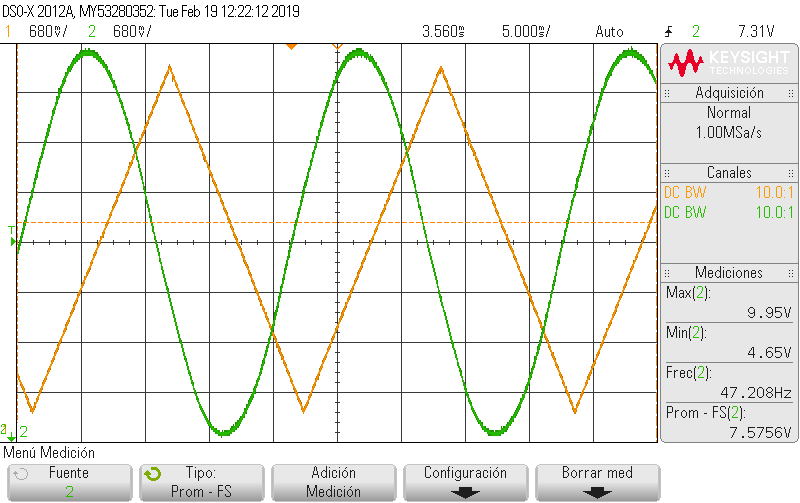 DSO-X 2012A, MY53280352: Tue Feb 19 12:22:12 2019
1 680mV/ 2 680mV/ 3.560s 5.000ms/ Auto 2 7.31V
KEYSIGHT
TECHNOLOGIES
Adquisición
Normal
1.00MSa/s
Canales
DC BW 10.0:1
DC BW 10.0:1
Mediciones
Max(2):
9.95V
Min(2):
4.65V
Frec(2):
47.208Hz
Prom - FS(2):
7.5756V
T
2
2
Menú Medición
Fuente
2
Tipo:
Prom - FS
Adición
Medición
Configuración
Borrar med